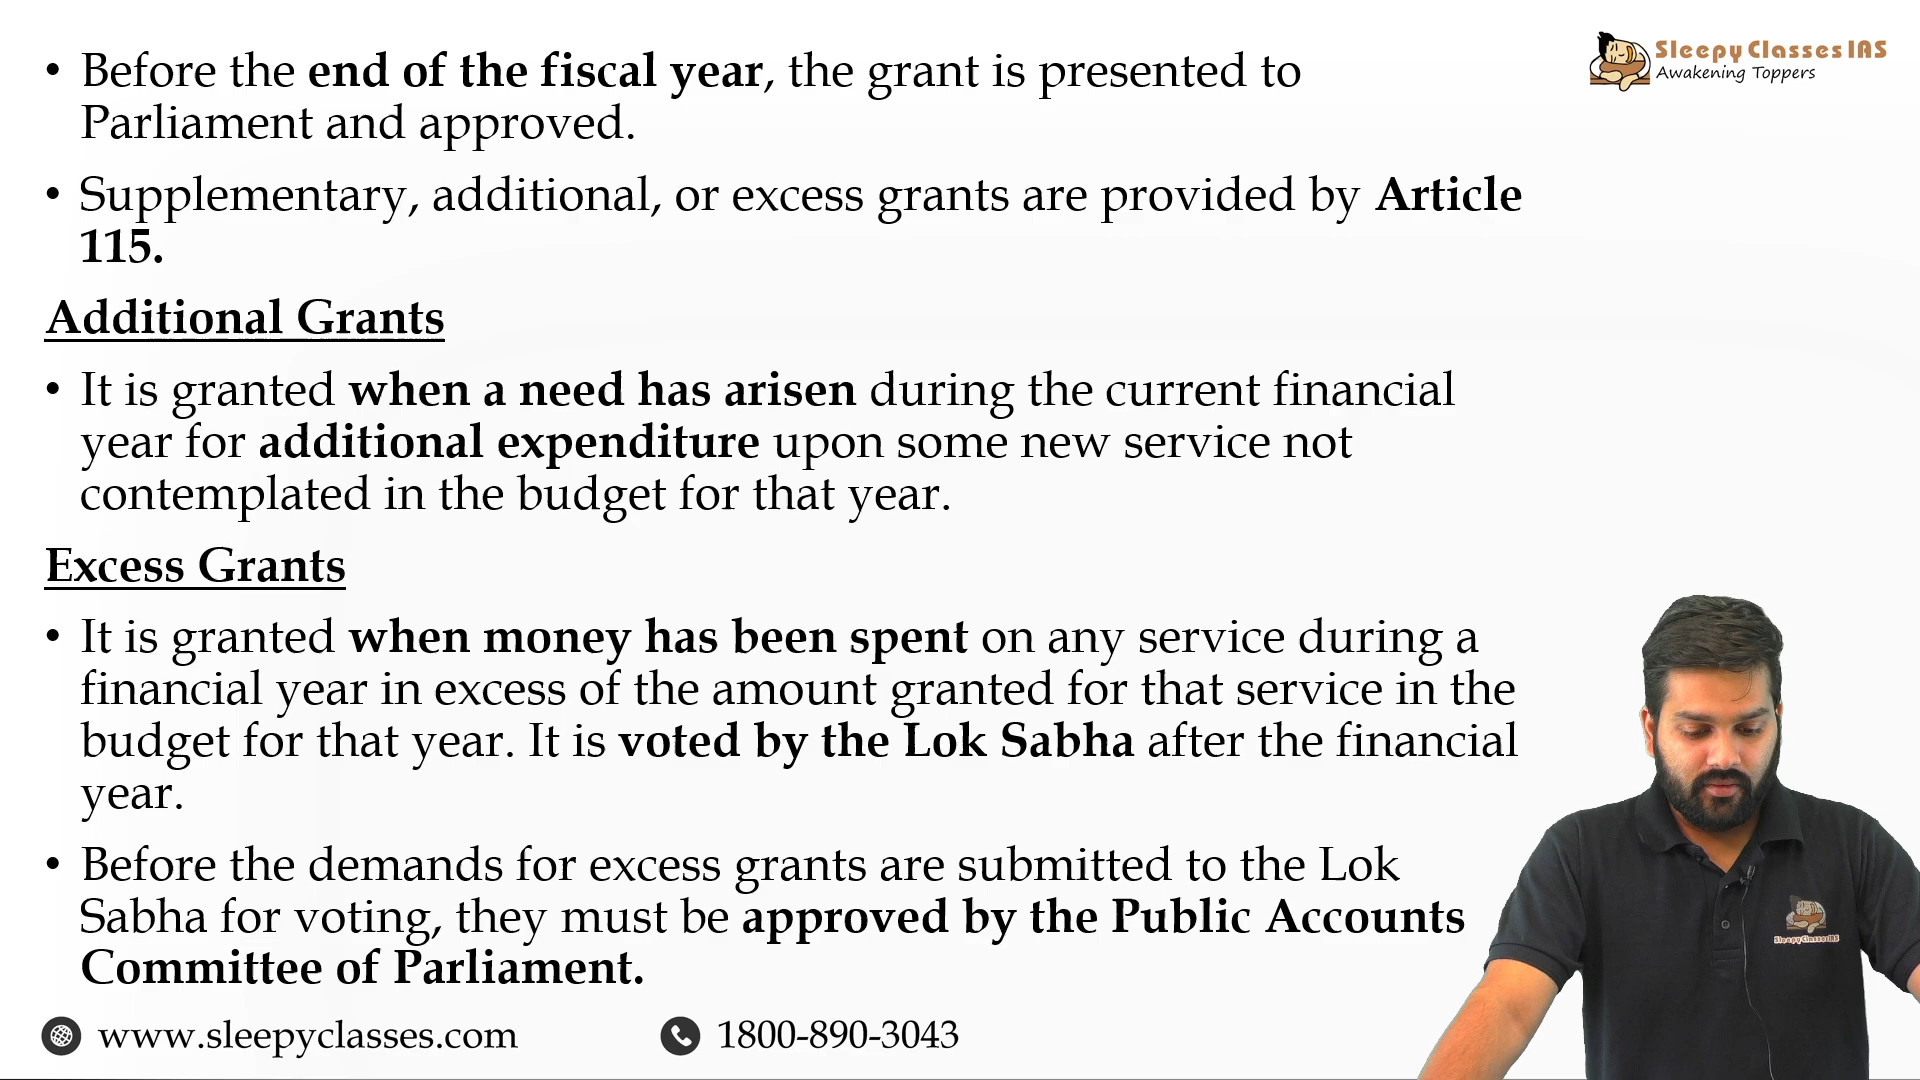 • Before the end of the fiscal year, the grant is presented to
Parliament and approved.
• Supplementary, additional, or excess grants are provided by Article
115.
Additional Grants
• It is granted when a need has arisen during the current financial
year for additional expenditure upon some new service not
contemplated in the budget for that year.
Excess Grants
• It is granted when money has been spent on any service during a
financial year in excess of the amount granted for that service in the
budget for that year. It is voted by the Lok Sabha after the financial
year.
• Before the demands for excess grants are submitted to the Lok
Sabha for voting, they must be approved by the Public Accounts
Committee of Parliament.
www.sleepyclasses.com
1800-890-3043
Sleepy Classes IAS
Awakening Toppers
Sleepy Classes IAS